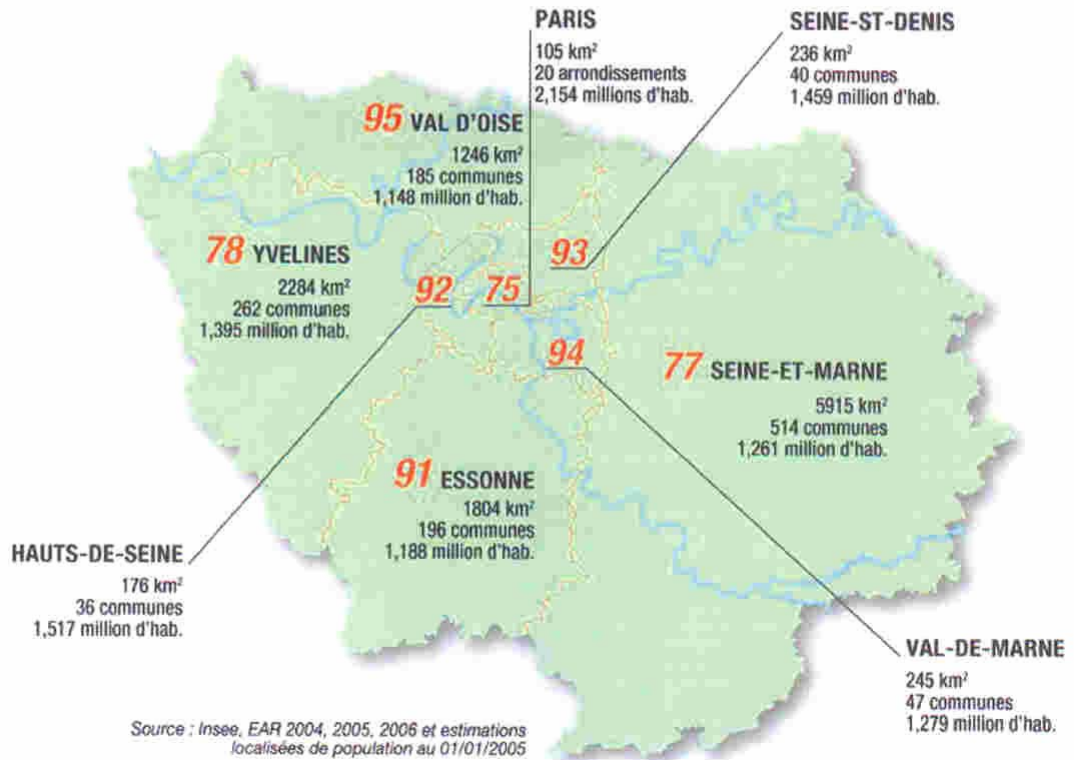 PARIS
105 km²
20 arrondissements
2,154 millions d'hab.
SEINE-ST-DENIS
236 km²
40 communes
1,459 million d'hab.
95 VAL D'OISE
1246 km²
185 communes
1,148 million d'hab.
78 YVELINES
2284 km²
262 communes
1,395 million d'hab.
93
92
75
94
77 SEINE-ET-MARNE
5915 km²
514 communes
1,261 million d'hab.
91 ESSONNE
1804 km²
196 communes
1,188 million d'hab.
HAUTS-DE-SEINE
176 km²
36 communes
1,517 million d'hab.
VAL-DE-MARNE
245 km²
47 communes
1,279 million d'hab.
Source : Insee, EAR 2004, 2005, 2006 et estimations
localisées de population au 01/01/2005